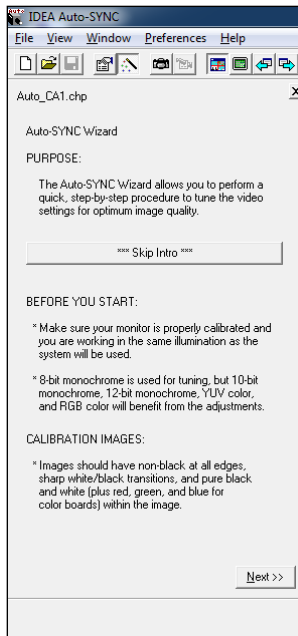 IDEA Auto-SYNC
File View Window Preferences Help
Auto_CA1.chp
Auto-SYNC Wizard
PURPOSE:
The Auto-SYNC Wizard allows you to perform a
quick, step-by-step procedure to tune the video
settings for optimum image quality.
*** Skip Intro ***
BEFORE YOU START:
* Make sure your monitor is properly calibrated and
you are working in the same illumination as the
system will be used.
* 8-bit monochrome is used for tuning, but 10-bit
monochrome, 12-bit monochrome, YUV color,
and RGB color will benefit from the adjustments.
CALIBRATION IMAGES:
* Images should have non-black at all edges,
sharp white/black transitions, and pure black
and white (plus red, green, and blue for
color boards) within the image.
Next >>